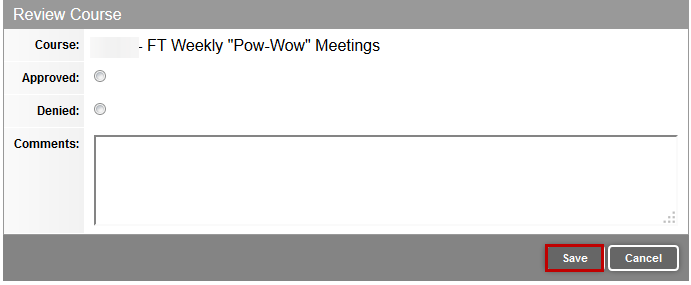 Review Course
Course: - FT Weekly "Pow-Wow" Meetings
Approved:
Denied:
Comments:
Save Cancel